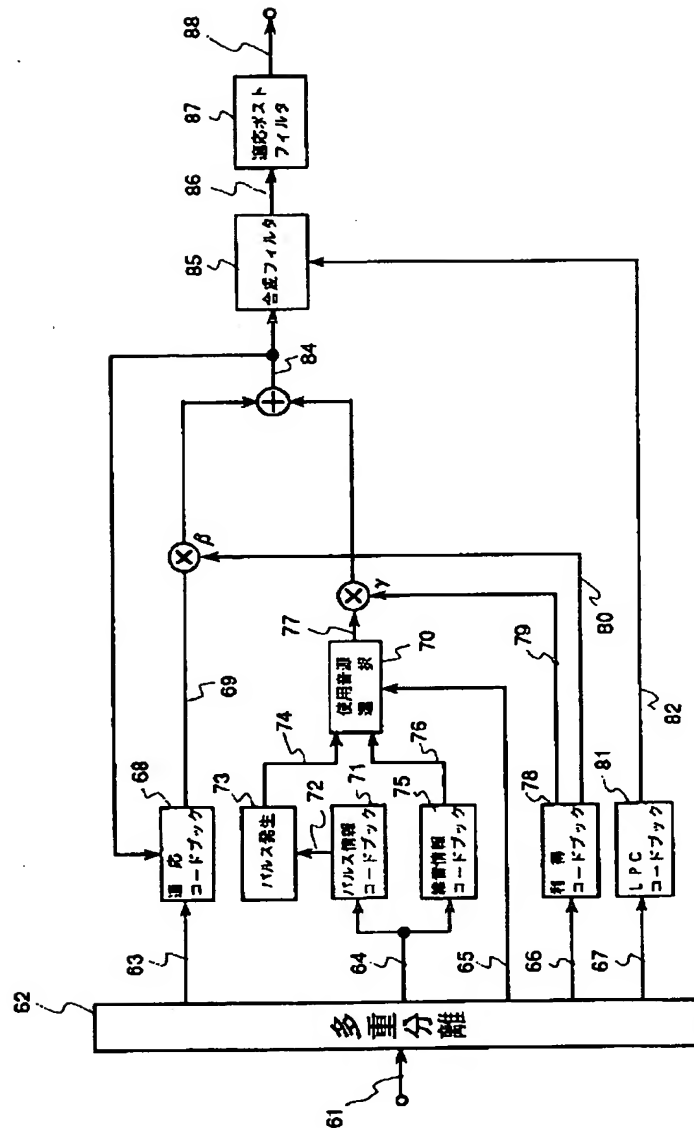 61
62
多重分離
63
64
65
66
67
68
適応
コードブック
69
73
パルス発生
72
71
パルス情報
コードブック
75
雑音情報
コードブック
74
76
70
使用音源
選択
77
78
利得
コードブック
79
80
81
LPC
コードブック
82
β
γ
×
×
+
84
85
合成フィルタ
86
87
適応ポスト
フィルタ
88